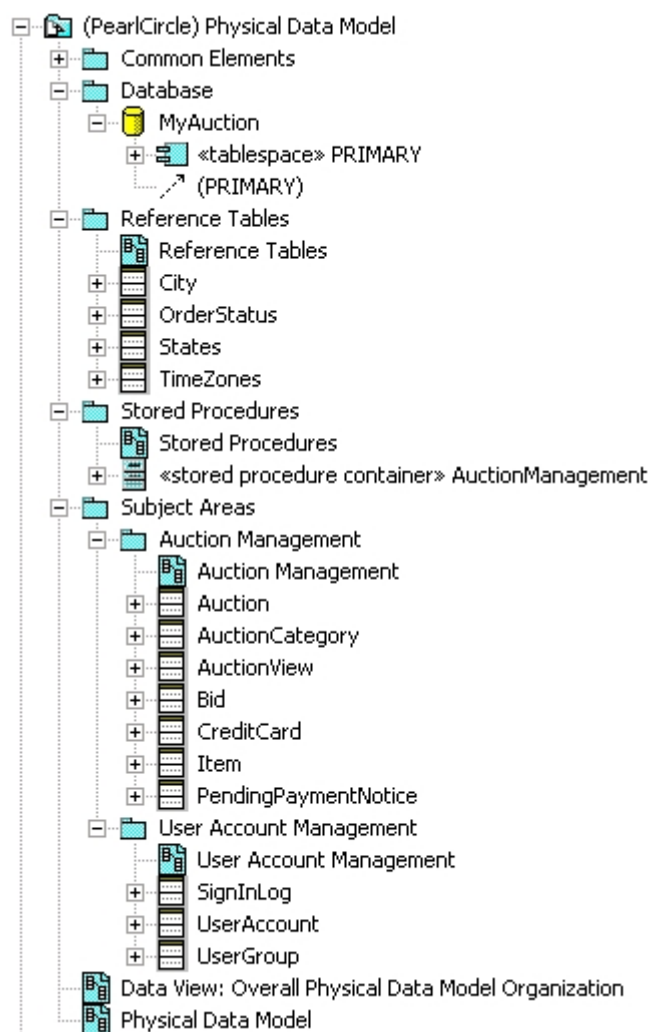 (PearlCircle) Physical Data Model
Common Elements
Database
MyAuction
«tablespace» PRIMARY
(PRIMARY)
Reference Tables
Reference Tables
City
OrderStatus
States
TimeZones
Stored Procedures
Stored Procedures
«stored procedure container» AuctionManagement
Subject Areas
Auction Management
Auction Management
Auction
AuctionCategory
AuctionView
Bid
CreditCard
Item
PendingPaymentNotice
User Account Management
User Account Management
SignInLog
UserAccount
UserGroup
Data View: Overall Physical Data Model Organization
Physical Data Model